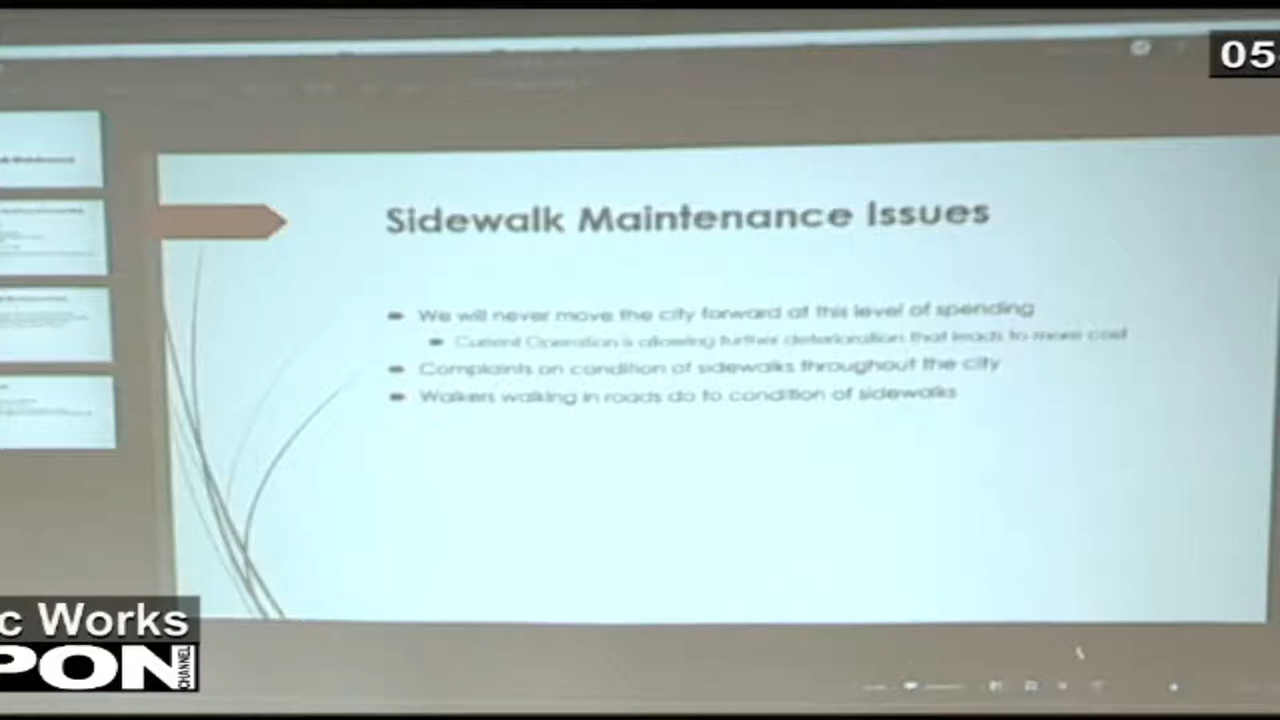 05
Sidewalk Maintenance Issues
We will never move the city forward at this level of spending
Current Operation is allowing further deterioration that leads to more cost
Complaints on condition of sidewalks throughout the city
Walkers walking in roads do to condition of sidewalks
c Works
PON
CHANNEL